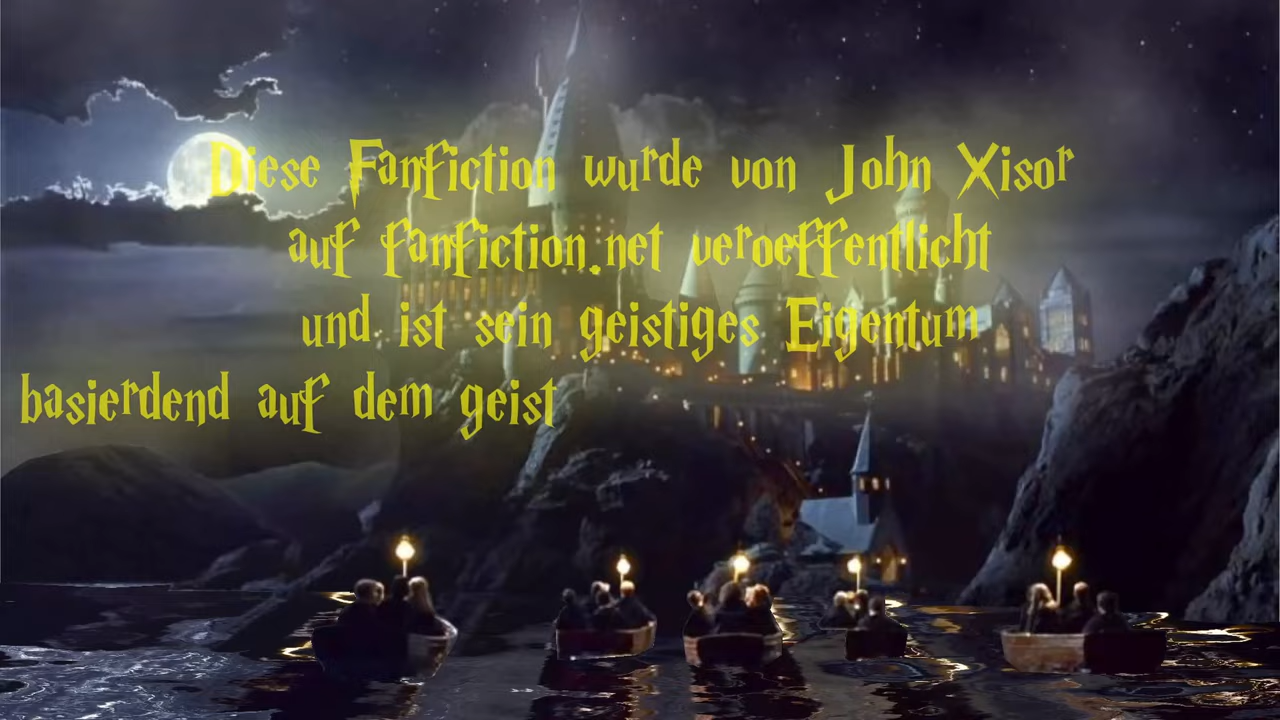 Diese Fanfiction wurde von John Xisor
auf fanfiction.net veroeffentlicht
und ist sein geistiges Eigentum
basierdend auf dem geist